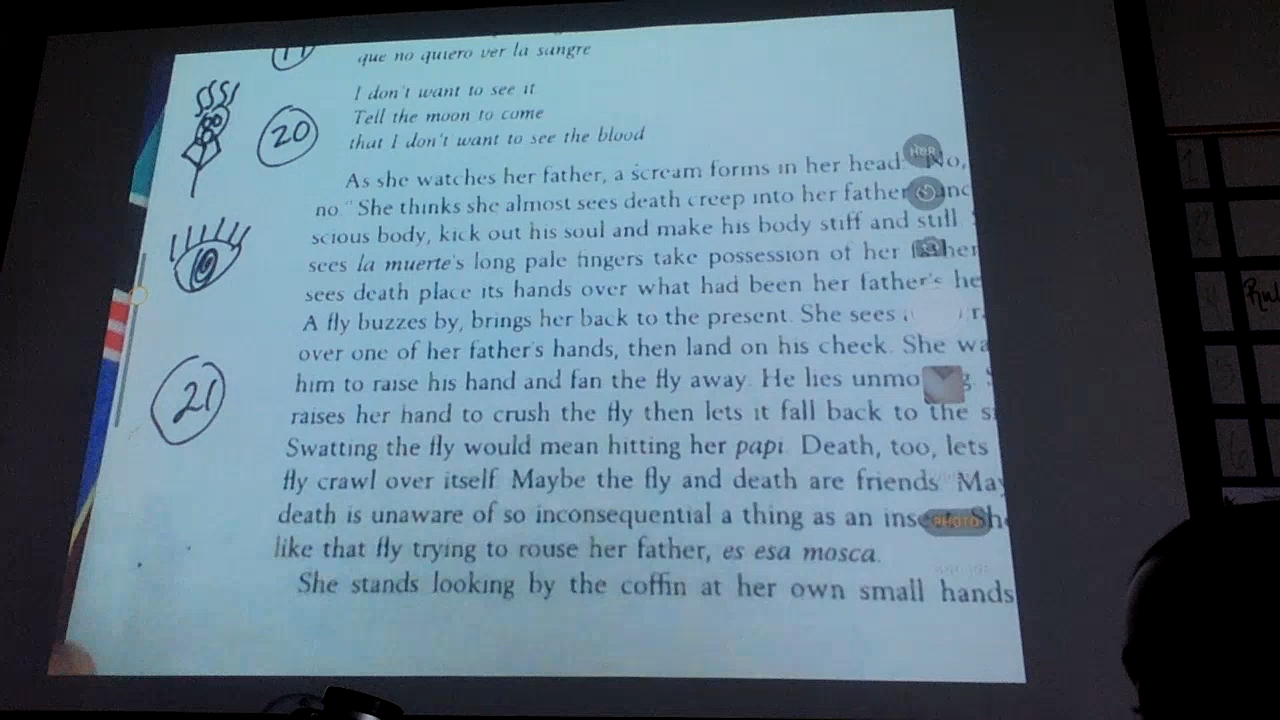 que no quiero ver la sangre
I don't want to see it
Tell the moon to come
20
that I don't want to see the blood
As she watches her father, a scream forms in her head. "No,
no." She thinks she almost sees death creep into her father
scious body, kick out his soul and make his body stiff and still.
sees la muerte's long pale fingers take possession of her
sees death place its hands over what had been her father's
A fly buzzes by, brings her back to the present. She sees
over one of her father's hands, then land on his cheek. She
him to raise his hand and fan the fly away. He lies
21
raises her hand to crush the fly then lets it fall back to the
Swatting the fly would mean hitting her papi. Death, too, lets
fly crawl over itself. Maybe the fly and death are friends.
death is unaware of so inconsequential a thing as an
PHOTO
like that fly trying to rouse her father, es esa mosca.
She stands looking by the coffin at her own small hands